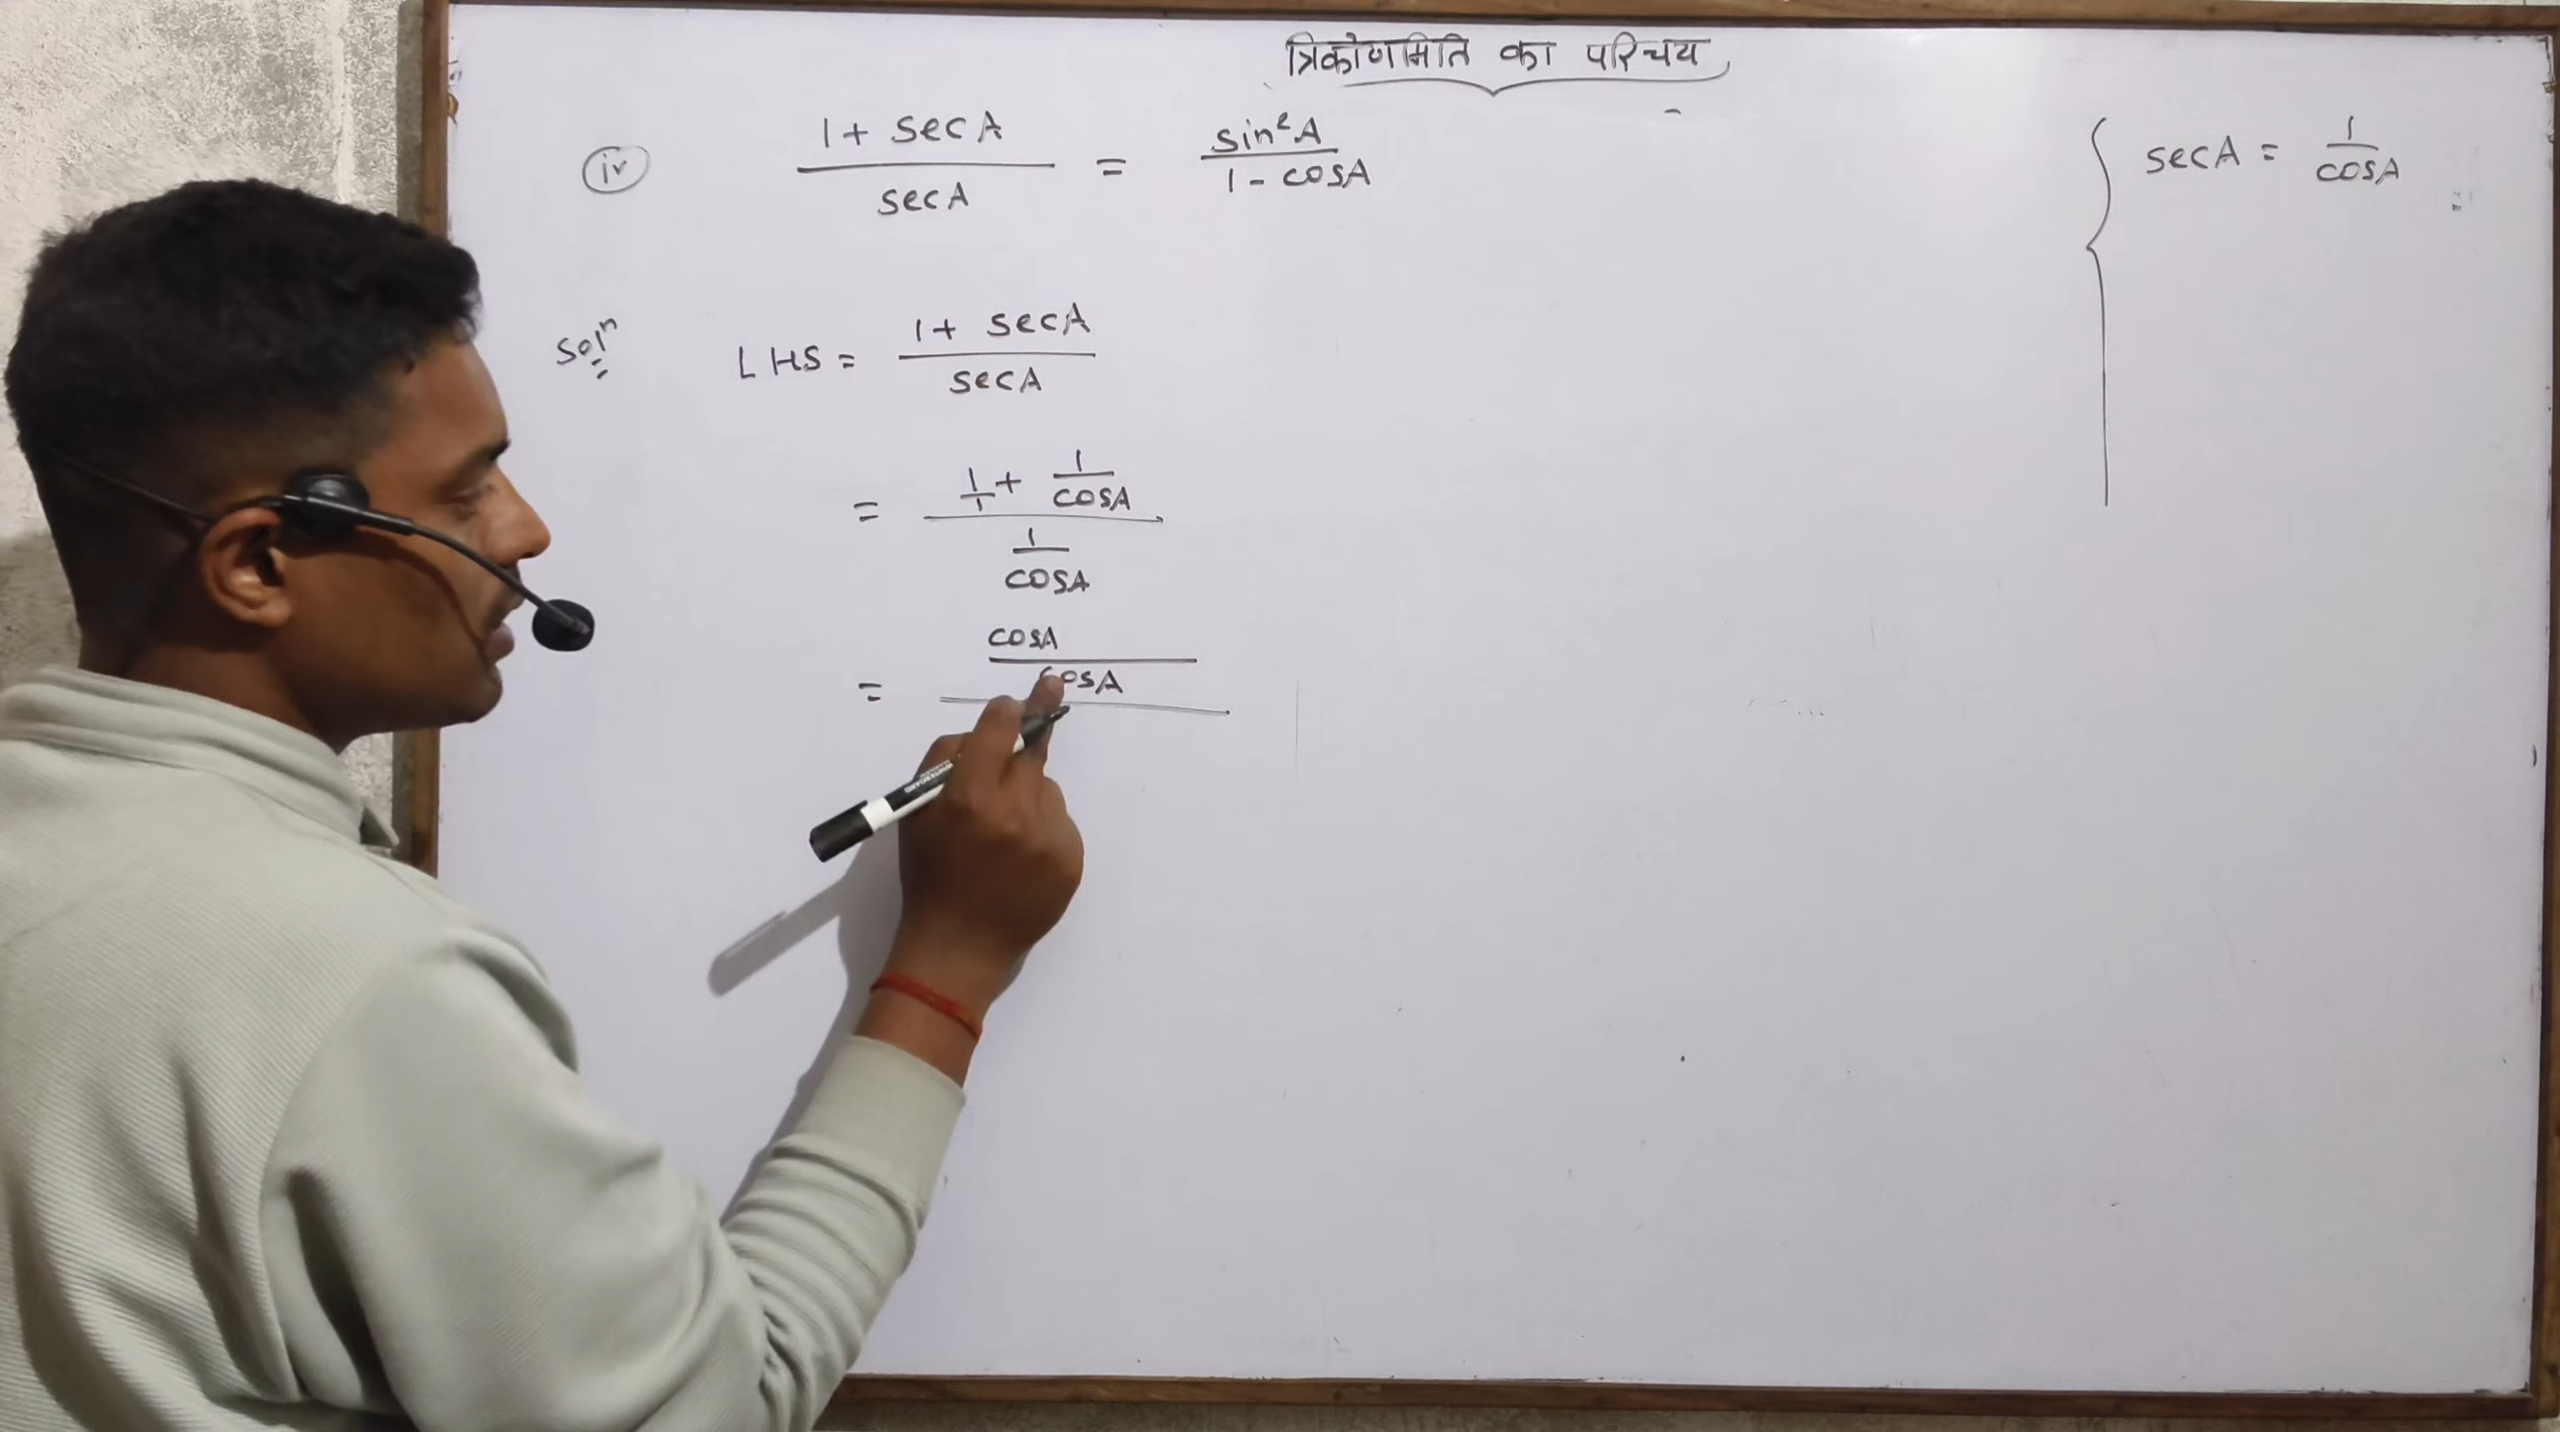 त्रिकोणमिति का परिचय
(iv) (1 + secA)/(secA) = (sin²A)/(1 - cosA)
secA = 1/(cosA)
Solⁿ LHS = (1 + secA)/(secA)
= (1/1 + 1/cosA)/(1/cosA)
= cosA/cosA